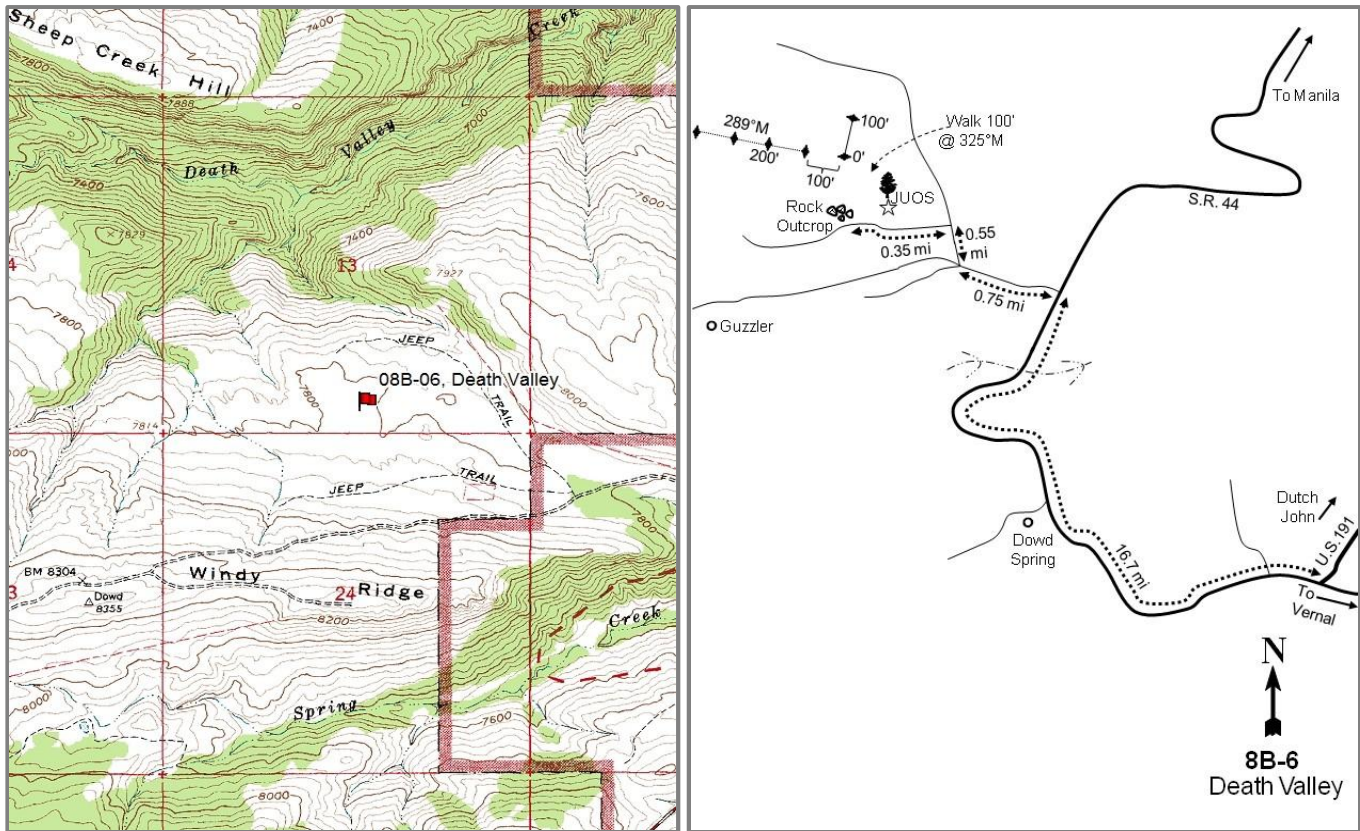 Sheep Creek Hill
7400
Creek
7800
7888
7000
Valley
Death
7400
7600
7829
7400
13
7927
7800
JEEP
08B-06, Death Valley
7800
8000
TRAIL
7814
TRAIL
JEEP
7800
BM 8304
Windy
Ridge
24
Dowd
8355
8200
Creek
8000
Spring
7600
8000
To Manila
289°M
100'
Walk 100'
@ 325°M
200'
0'
100'
JUOS
S.R. 44
Rock
Outcrop
0.55
mi
0.35 mi
0.75 mi
Guzzler
Dutch
John
U.S. 191
Dowd
Spring
16.7 mi
To
Vernal
N
8B-6
Death Valley